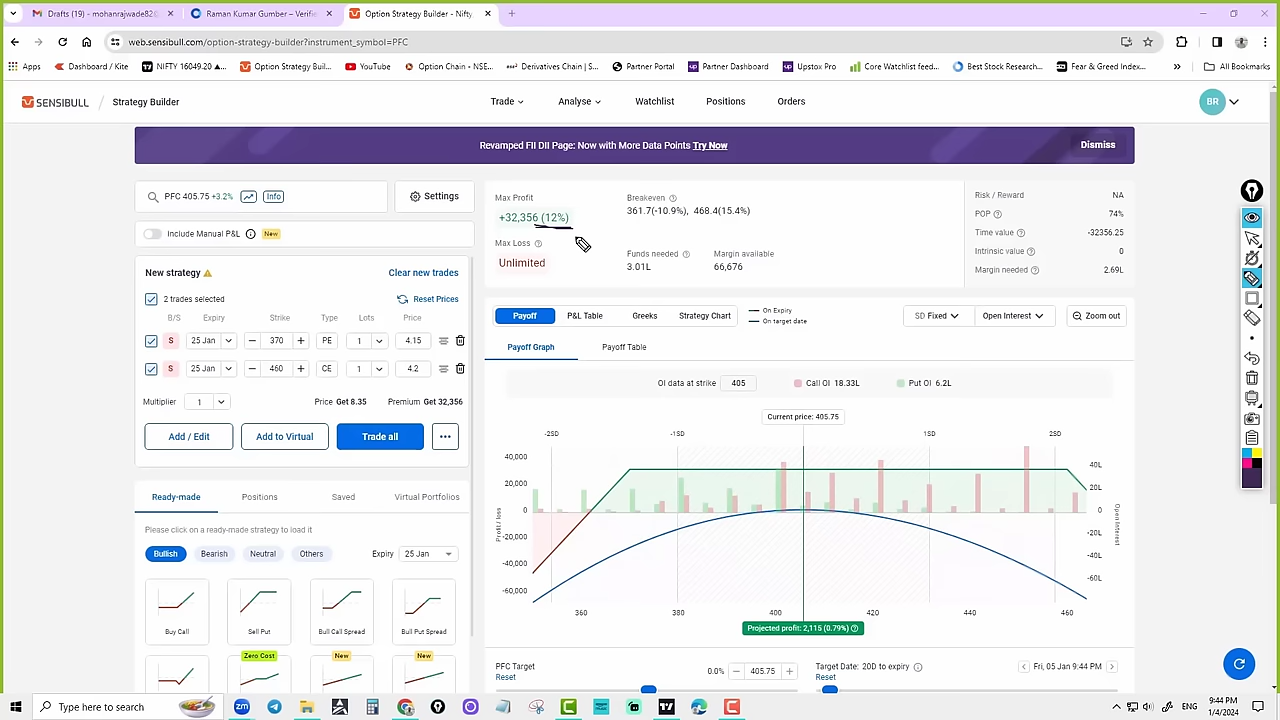 Drafts (19) - mohanrajwade82@
Raman Kumar Gumber – Verifie
Option Strategy Builder - Nifty,
web.sensibull.com/option-strategy-builder?instrument_symbol=PFC
Apps
Dashboard / Kite
NIFTY 16049.20 ▲...
Option Strategy Buil...
YouTube
Option Chain - NSE...
Derivatives Chain | S...
Partner Portal
Partner Dashboard
Upstox Pro
Core Watchlist feed...
Best Stock Research...
Fear & Greed Index...
»
All Bookmarks
SENSIBULL / Strategy Builder
Trade
Analyse
Watchlist
Positions
Orders
BR
Revamped FII DII Page: Now with More Data Points Try Now
Dismiss
PFC 405.75 +3.2% Info
Settings
Include Manual P&L New
New strategy
Clear new trades
2 trades selected
Reset Prices
B/S Expiry Strike Type Lots Price
S 25 Jan − 370 + PE 1 4.15
S 25 Jan − 460 + CE 1 4.2
Multiplier 1 Price Get 8.35 Premium Get 32,356
Add / Edit
Add to Virtual
Trade all
...
Ready-made
Positions
Saved
Virtual Portfolios
Please click on a ready-made strategy to load it
Bullish
Bearish
Neutral
Others
Expiry 25 Jan
Buy Call
Sell Put
Bull Call Spread
Bull Put Spread
Zero Cost
New
New
Max Profit
+32,356 (12%)
Max Loss
Unlimited
Breakeven
361.7(-10.9%), 468.4(15.4%)
Funds needed
3.01L
Margin available
66,676
Risk / Reward NA
POP 74%
Time value -32356.25
Intrinsic value 0
Margin needed 2.69L
Payoff
P&L Table
Greeks
Strategy Chart
On Expiry
On target date
SD Fixed
Open Interest
Zoom out
Payoff Graph
Payoff Table
OI data at strike 405
Call OI 18.33L
Put OI 6.2L
Current price: 405.75
-2SD -1SD 1SD 2SD
40,000
20,000
0
-20,000
-40,000
-60,000
Profit / loss
40L
20L
0
-20L
-40L
-60L
Open Interest
360 380 400 420 440 460
Projected profit: 2,115 (0.79%)
PFC Target
Reset
0.0% − 405.75 +
Target Date: 20D to expiry
Reset
Fri, 05 Jan 9:44 PM
Type here to search
zm
ENG
9:44 PM
1/4/2024